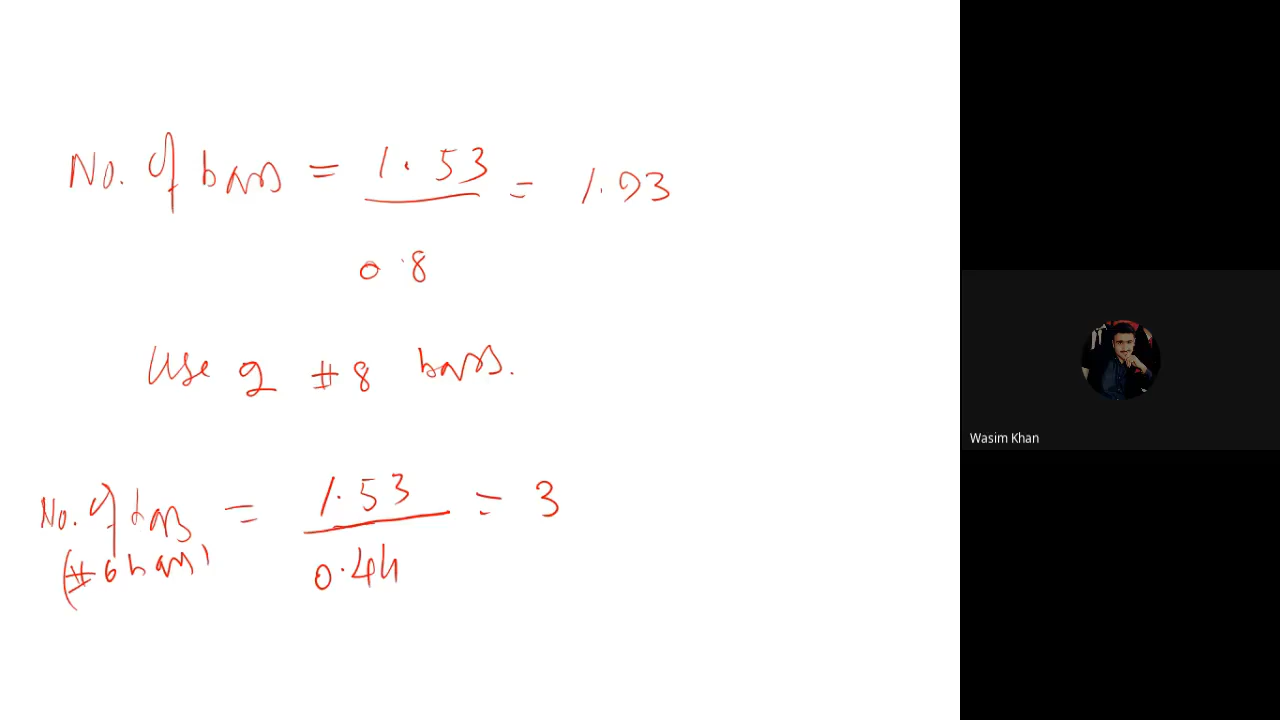 No. of bars = 1.53 / 0.8 = 1.93
Use 2 #8 bars.
No. of bars = 1.53 / 0.44 = 3
(#6 bars)
Wasim Khan